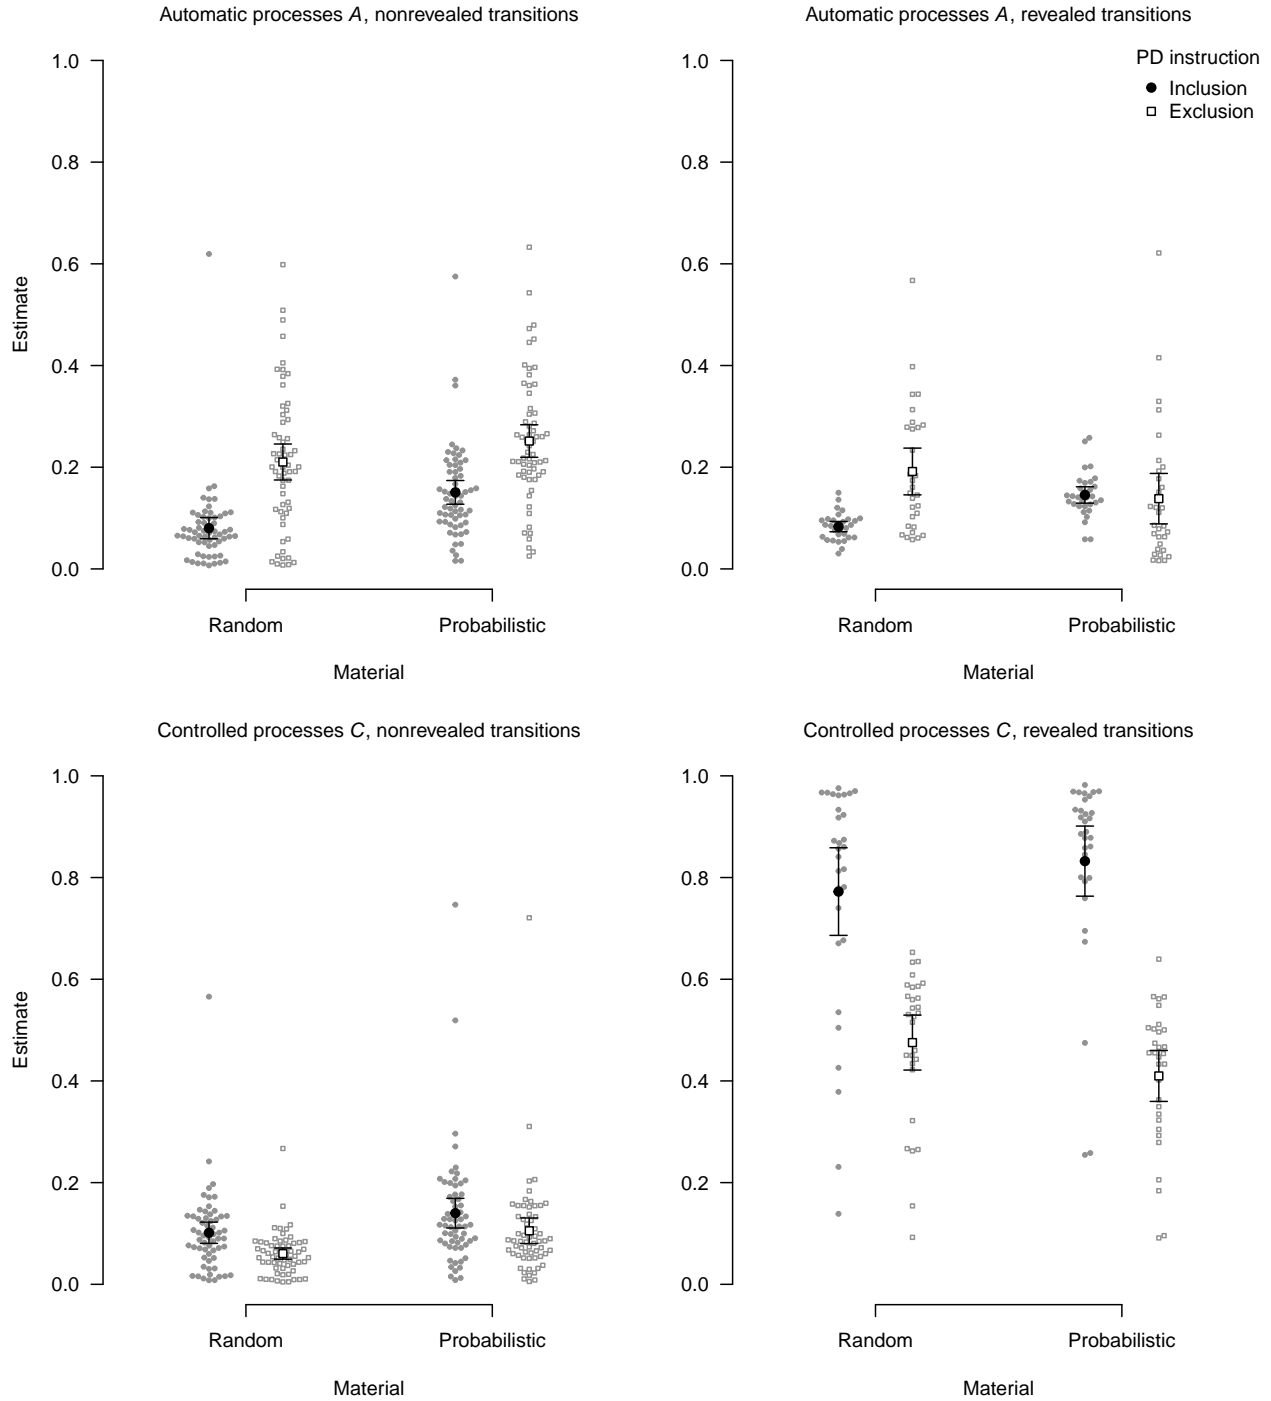 Automatic processes A, nonrevealed transitions
Automatic processes A, revealed transitions
PD instruction
Inclusion
Exclusion
1.0
0.8
0.6
0.4
0.2
0.0
Estimate
Random
Probabilistic
Material
1.0
0.8
0.6
0.4
0.2
0.0
Random
Probabilistic
Material
Controlled processes C, nonrevealed transitions
Controlled processes C, revealed transitions
1.0
0.8
0.6
0.4
0.2
0.0
Estimate
Random
Probabilistic
Material
1.0
0.8
0.6
0.4
0.2
0.0
Random
Probabilistic
Material